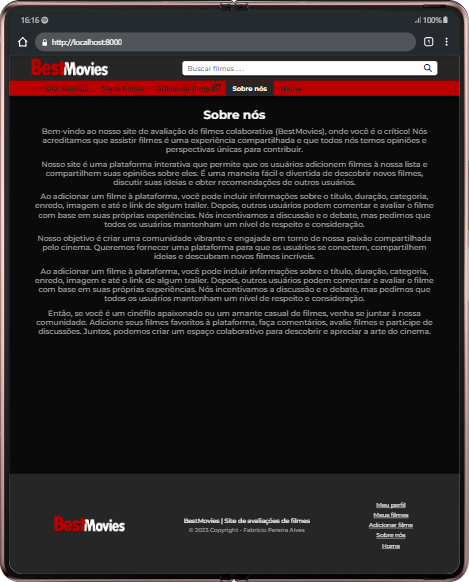 16:16
100%
http://localhost:8000
1
BestMovies
Buscar filmes . . .
Olá, Fabrício
Meus filmes
Adicionar filme
Sobre nós
Home
Sobre nós
Bem-vindo ao nosso site de avaliação de filmes colaborativa (BestMovies), onde você é o crítico! Nós
acreditamos que assistir filmes é uma experiência compartilhada e que todos nós temos opiniões e
perspectivas únicas para contribuir.
Nosso site é uma plataforma interativa que permite que os usuários adicionem filmes à nossa lista e
compartilhem suas opiniões sobre eles. É uma maneira fácil e divertida de descobrir novos filmes,
discutir suas ideias e obter recomendações de outros usuários.
Ao adicionar um filme à plataforma, você pode incluir informações sobre o título, duração, categoria,
enredo, imagem e até o link de algum trailer. Depois, outros usuários podem comentar e avaliar o filme
com base em suas próprias experiências. Nós incentivamos a discussão e o debate, mas pedimos que
todos os usuários mantenham um nível de respeito e consideração.
Nosso objetivo é criar uma comunidade vibrante e engajada em torno de nossa paixão compartilhada
pelo cinema. Queremos fornecer uma plataforma para que os usuários se conectem, compartilhem
ideias e descubram novos filmes incríveis.
Ao adicionar um filme à plataforma, você pode incluir informações sobre o título, duração, categoria,
enredo, imagem e até o link de algum trailer. Depois, outros usuários podem comentar e avaliar o filme
com base em suas próprias experiências. Nós incentivamos a discussão e o debate, mas pedimos que
todos os usuários mantenham um nível de respeito e consideração.
Então, se você é um cinéfilo apaixonado ou um amante casual de filmes, venha se juntar à nossa
comunidade. Adicione seus filmes favoritos à plataforma, faça comentários, avalie filmes e participe de
discussões. Juntos, podemos criar um espaço colaborativo para descobrir e apreciar a arte do cinema.
BestMovies
BestMovies | Site de avaliações de filmes
© 2023 Copyright - Fabrício Pereira Alves
Meu perfil
Meus filmes
Adicionar filme
Sobre nós
Home